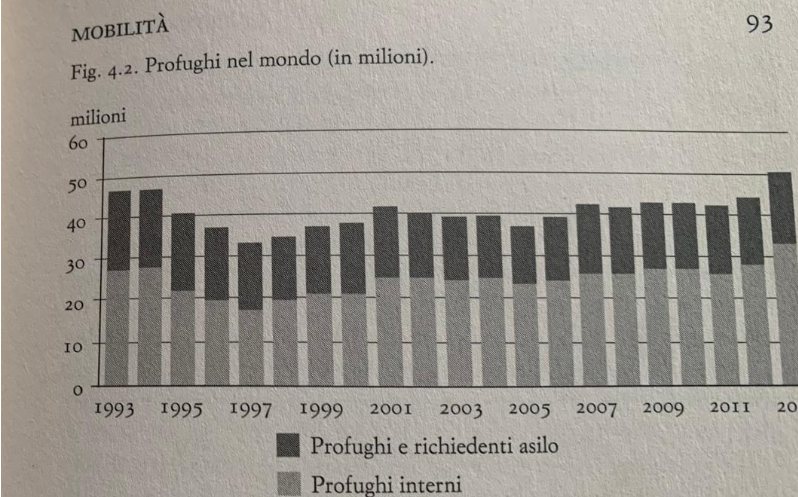 MOBILITÀ
93
Fig. 4.2. Profughi nel mondo (in milioni).
milioni
60
50
40
30
20
10
0
1993 1995 1997 1999 2001 2003 2005 2007 2009 2011 20
Profughi e richiedenti asilo
Profughi interni